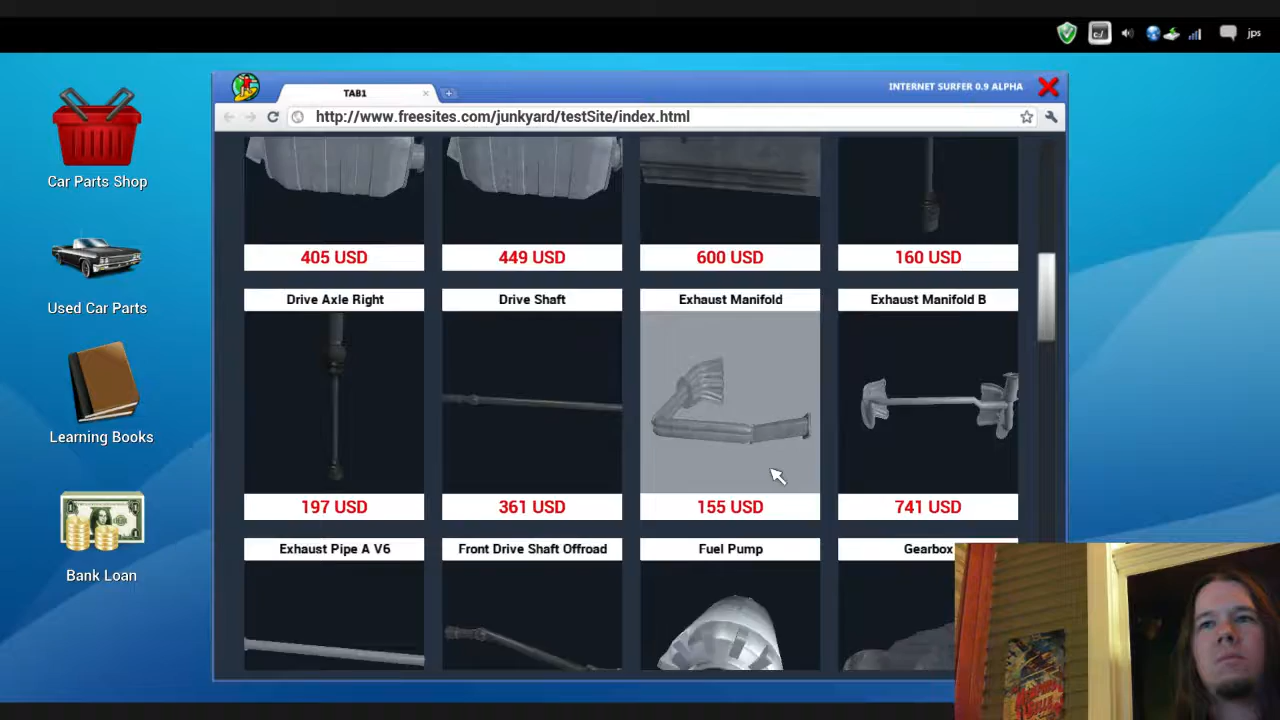 jps
TAB1
INTERNET SURFER 0.9 ALPHA
http://www.freesites.com/junkyard/testSite/index.html
Car Parts Shop
Used Car Parts
Learning Books
Bank Loan
405 USD
449 USD
600 USD
160 USD
Drive Axle Right
Drive Shaft
Exhaust Manifold
Exhaust Manifold B
197 USD
361 USD
155 USD
741 USD
Exhaust Pipe A V6
Front Drive Shaft Offroad
Fuel Pump
Gearbox